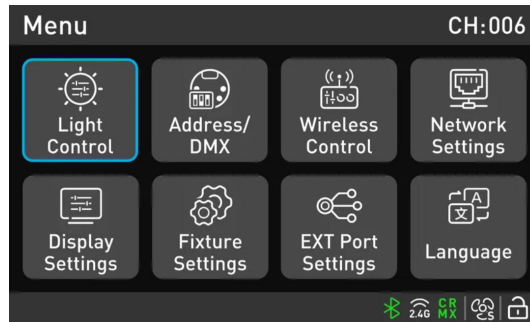 Menu CH:006
Light Control
Address/ DMX
Wireless Control
Network Settings
Display Settings
Fixture Settings
EXT Port Settings
Language
A
文
2.4G CR MX S